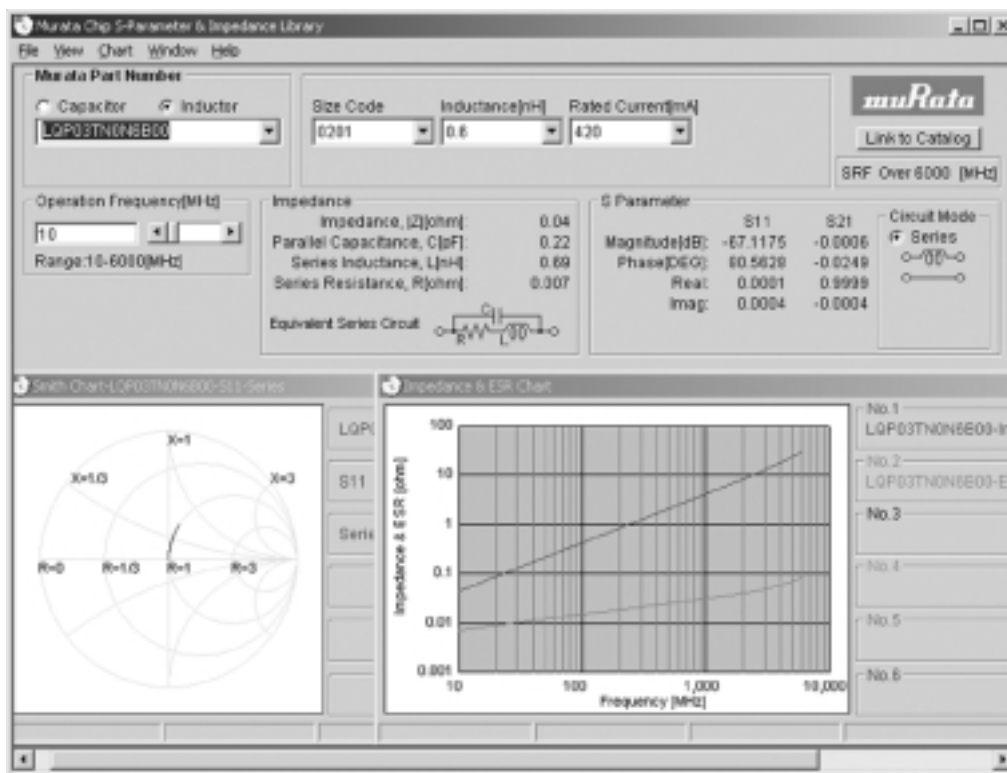 Murata Chip S-Parameter & Impedance Library
File View Chart Window Help
Murata Part Number
Capacitor Inductor
LQP03TN0N6B00
Size Code Inductance[nH] Rated Current[mA]
0201 0.6 420
muRata
Link to Catalog
SRF Over 6000 [MHz]
Operation Frequency[MHz]
10
Range:10-6000[MHz]
Impedance
Impedance, |Z|[ohm]: 0.04
Parallel Capacitance, C[pF]: 0.22
Series Inductance, L[nH]: 0.69
Series Resistance, R[ohm]: 0.007
Equivalent Series Circuit
C
R L
S Parameter
S11 S21
Magnitude[dB]: -67.1175 -0.0006
Phase[DEG]: 80.5628 -0.0249
Real: 0.0001 0.9999
Imag: 0.0004 -0.0004
Circuit Mode
Series
Smith Chart-LQP03TN0N6B00-S11-Series
X=1
X=1/3 X=3
R=0 R=1/3 R=1 R=3
LQP0
S11
Serie
Impedance & ESR Chart
Impedance & ESR [ohm]
100
10
1
0.1
0.01
0.001
10 100 1,000 10,000
Frequency [MHz]
No.1
LQP03TN0N6B00-I
No.2
LQP03TN0N6B00-E
No.3
No.4
No.5
No.6